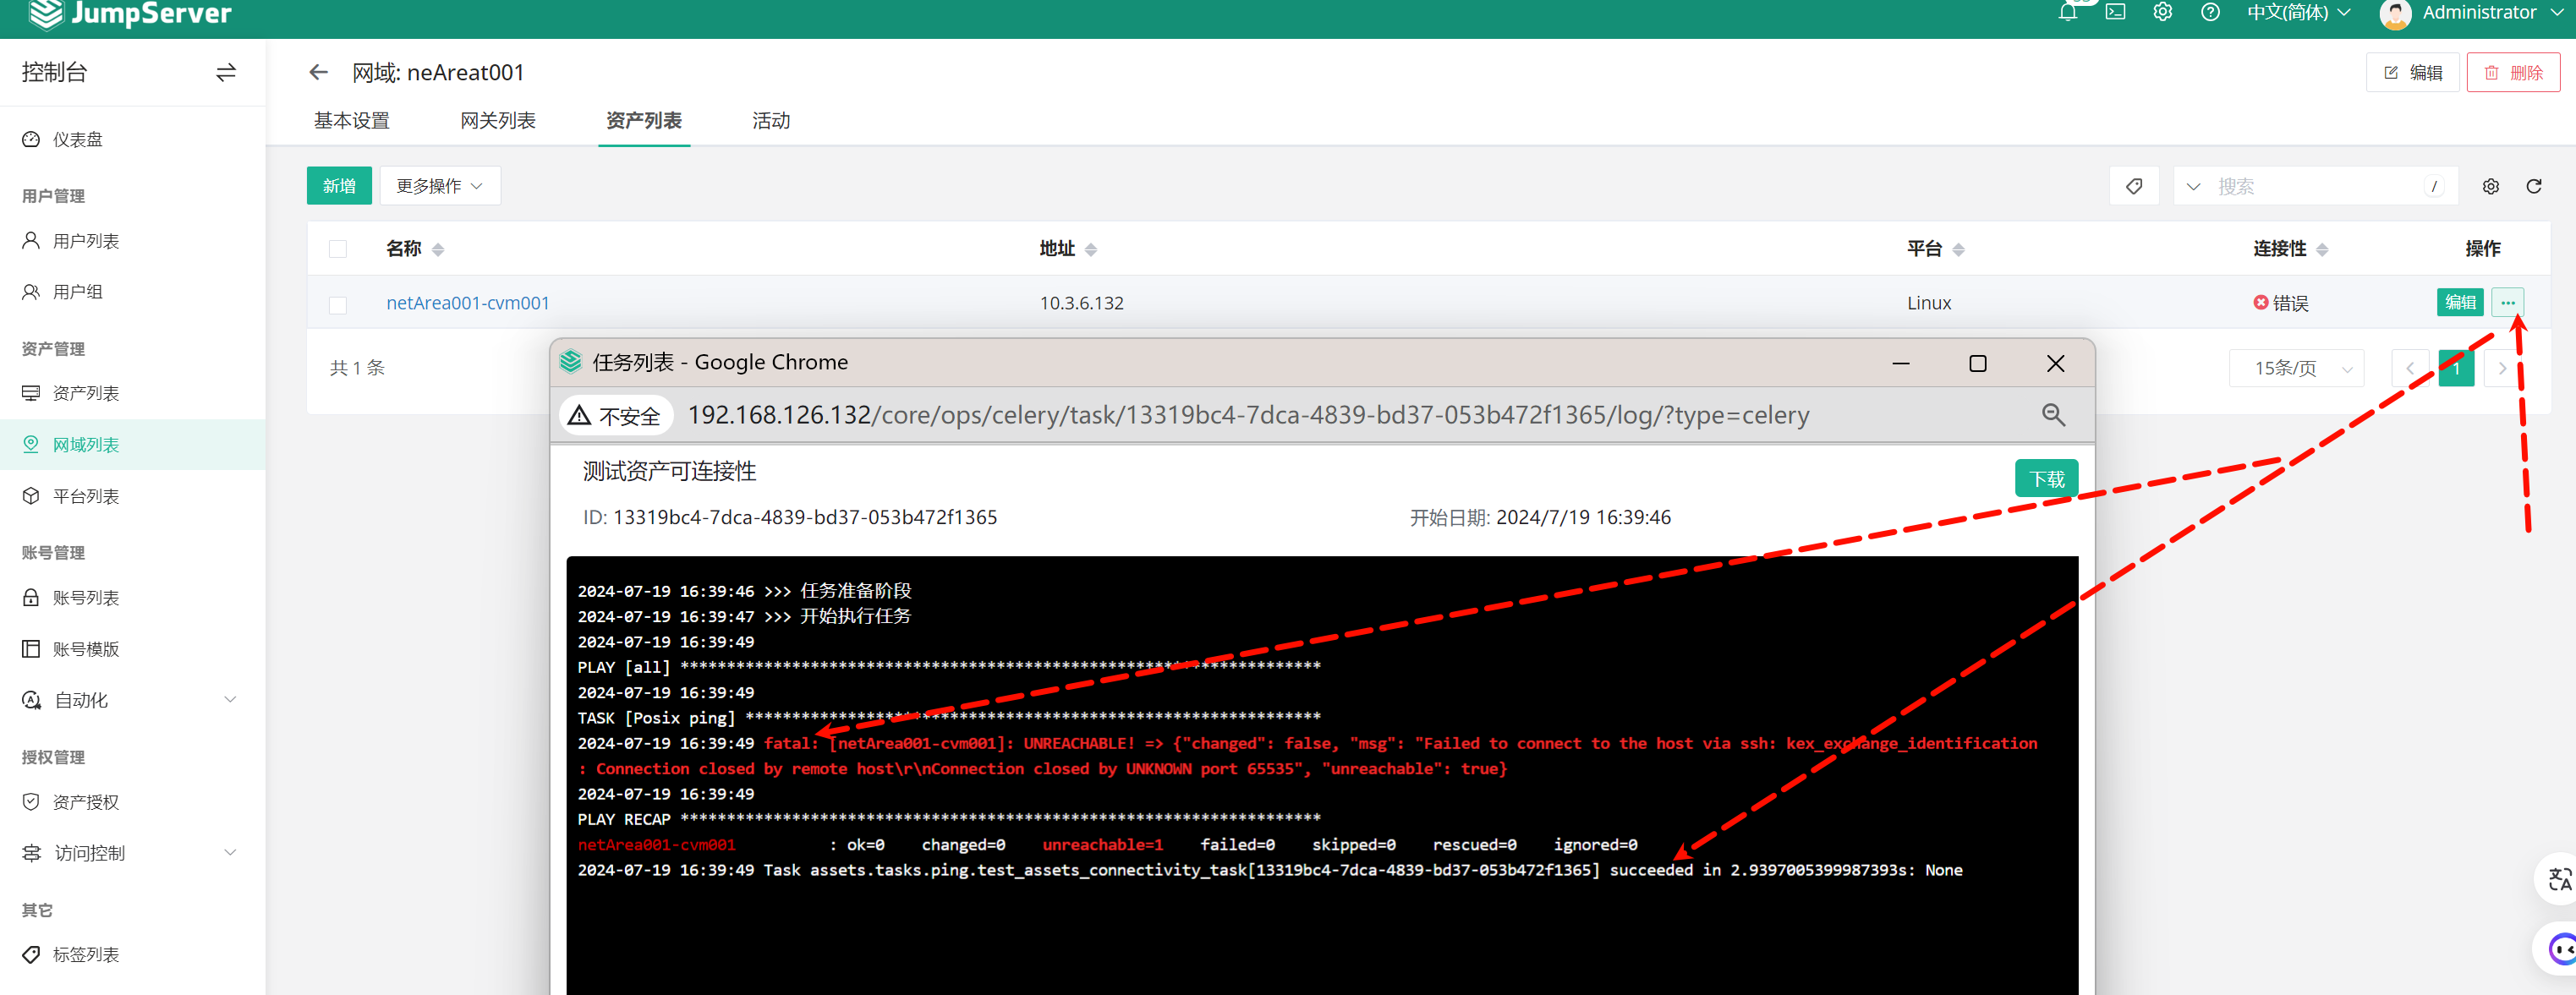 JumpServer
中文(简体)
Administrator
控制台
网域: neAreat001
编辑
删除
基本设置
网关列表
资产列表
活动
仪表盘
用户管理
用户列表
用户组
资产管理
资产列表
网域列表
平台列表
账号管理
账号列表
账号模版
自动化
授权管理
资产授权
访问控制
其它
标签列表
新增
更多操作
搜索
/
名称
地址
平台
连接性
操作
netArea001-cvm001
10.3.6.132
Linux
错误
编辑
共 1 条
15条/页
1
任务列表 - Google Chrome
不安全
192.168.126.132/core/ops/celery/task/13319bc4-7dca-4839-bd37-053b472f1365/log/?type=celery
测试资产可连接性
下载
ID: 13319bc4-7dca-4839-bd37-053b472f1365
开始日期: 2024/7/19 16:39:46
2024-07-19 16:39:46 >>> 任务准备阶段
2024-07-19 16:39:47 >>> 开始执行任务
2024-07-19 16:39:49
PLAY [all] *********************************************************************
2024-07-19 16:39:49
TASK [Posix ping] **************************************************************
2024-07-19 16:39:49 fatal: [netArea001-cvm001]: UNREACHABLE! => {"changed": false, "msg": "Failed to connect to the host via ssh: kex_exchange_identification
: Connection closed by remote host\r\nConnection closed by UNKNOWN port 65535", "unreachable": true}
2024-07-19 16:39:49
PLAY RECAP *********************************************************************
netArea001-cvm001 : ok=0 changed=0 unreachable=1 failed=0 skipped=0 rescued=0 ignored=0
2024-07-19 16:39:49 Task assets.tasks.ping.test_assets_connectivity_task[13319bc4-7dca-4839-bd37-053b472f1365] succeeded in 2.9397005399987393s: None